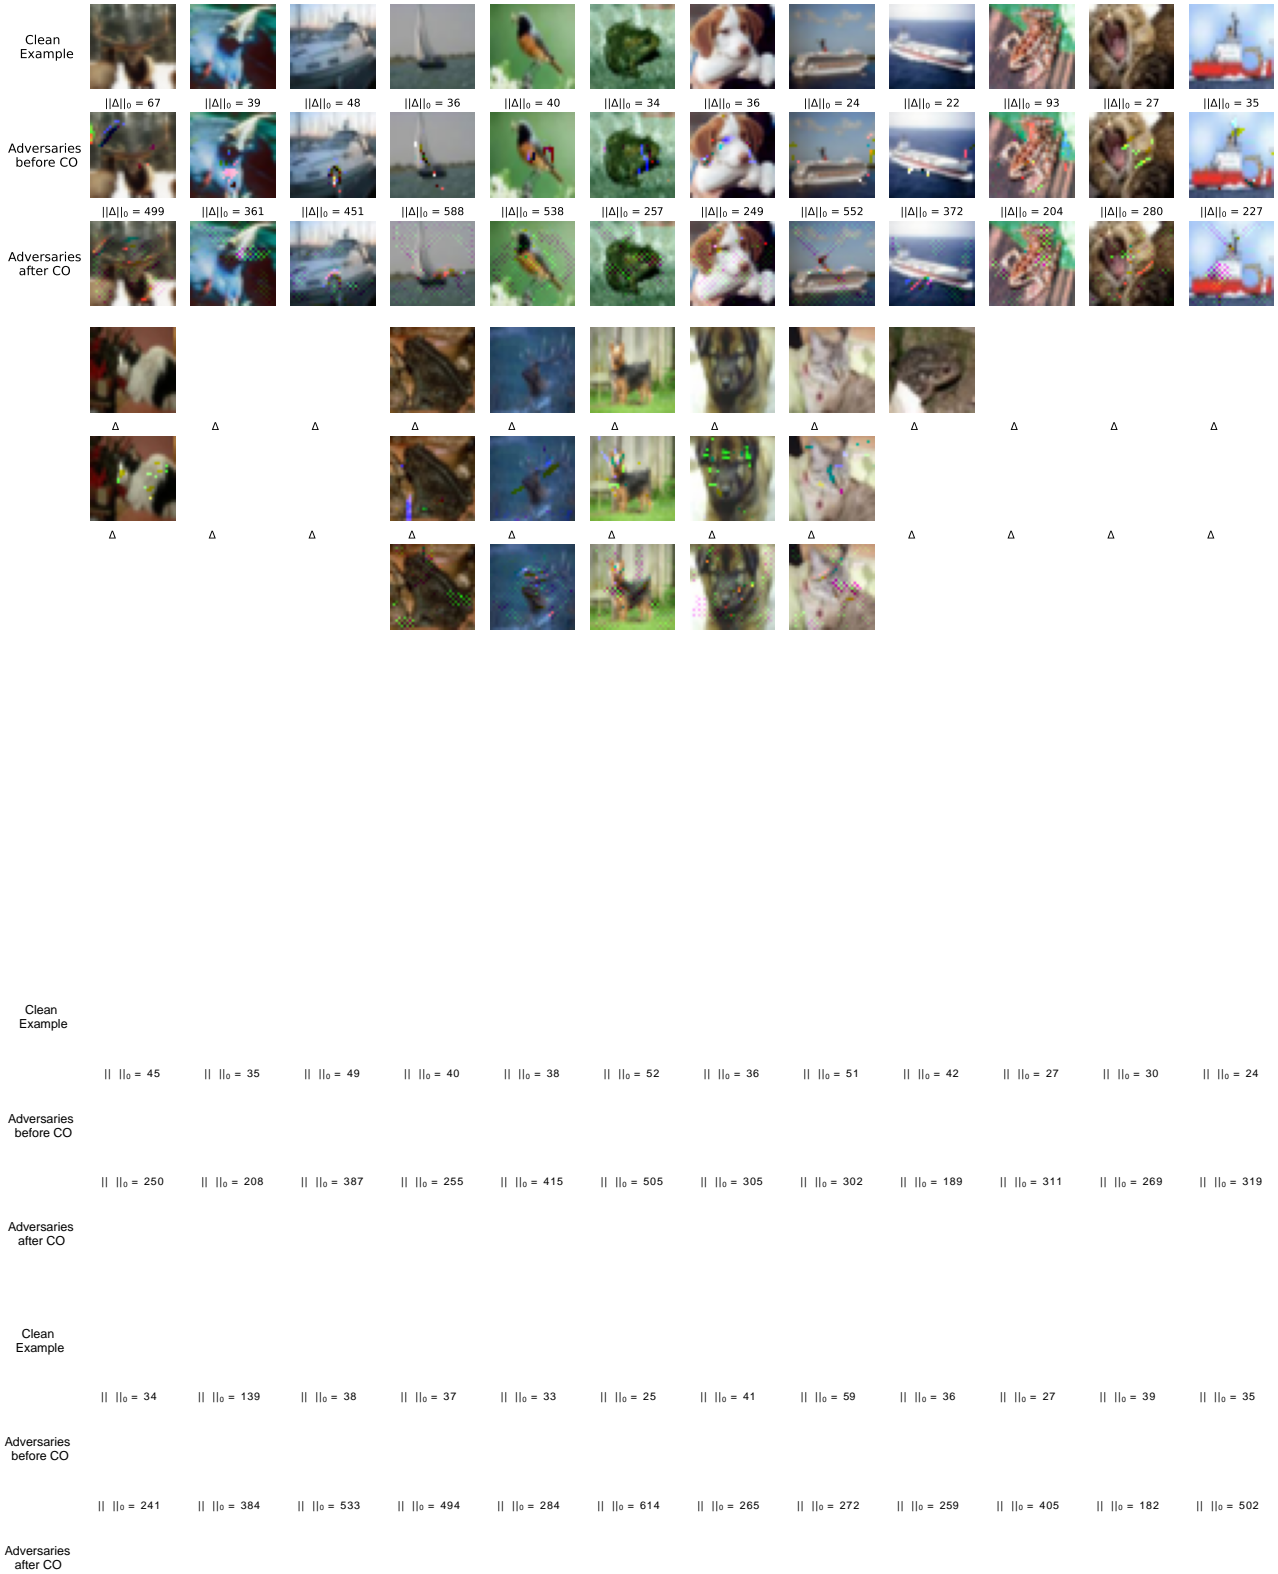 Clean
Example
||Δ||₀ = 67 ||Δ||₀ = 39 ||Δ||₀ = 48 ||Δ||₀ = 36 ||Δ||₀ = 40 ||Δ||₀ = 34 ||Δ||₀ = 36 ||Δ||₀ = 24 ||Δ||₀ = 22 ||Δ||₀ = 93 ||Δ||₀ = 27 ||Δ||₀ = 35
Adversaries
before CO
||Δ||₀ = 499 ||Δ||₀ = 361 ||Δ||₀ = 451 ||Δ||₀ = 588 ||Δ||₀ = 538 ||Δ||₀ = 257 ||Δ||₀ = 249 ||Δ||₀ = 552 ||Δ||₀ = 372 ||Δ||₀ = 204 ||Δ||₀ = 280 ||Δ||₀ = 227
Adversaries
after CO
Δ Δ Δ Δ Δ Δ Δ Δ Δ Δ Δ Δ
Δ Δ Δ Δ Δ Δ Δ Δ Δ Δ Δ Δ
Clean
Example
|| ||₀ = 45 || ||₀ = 35 || ||₀ = 49 || ||₀ = 40 || ||₀ = 38 || ||₀ = 52 || ||₀ = 36 || ||₀ = 51 || ||₀ = 42 || ||₀ = 27 || ||₀ = 30 || ||₀ = 24
Adversaries
before CO
|| ||₀ = 250 || ||₀ = 208 || ||₀ = 387 || ||₀ = 255 || ||₀ = 415 || ||₀ = 505 || ||₀ = 305 || ||₀ = 302 || ||₀ = 189 || ||₀ = 311 || ||₀ = 269 || ||₀ = 319
Adversaries
after CO
Clean
Example
|| ||₀ = 34 || ||₀ = 139 || ||₀ = 38 || ||₀ = 37 || ||₀ = 33 || ||₀ = 25 || ||₀ = 41 || ||₀ = 59 || ||₀ = 36 || ||₀ = 27 || ||₀ = 39 || ||₀ = 35
Adversaries
before CO
|| ||₀ = 241 || ||₀ = 384 || ||₀ = 533 || ||₀ = 494 || ||₀ = 284 || ||₀ = 614 || ||₀ = 265 || ||₀ = 272 || ||₀ = 259 || ||₀ = 405 || ||₀ = 182 || ||₀ = 502
Adversaries
after CO